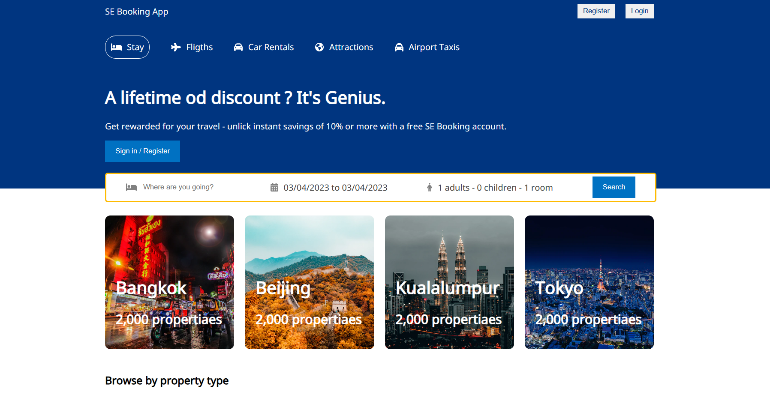 SE Booking App
Register
Login
Stay
Fligths
Car Rentals
Attractions
Airport Taxis
A lifetime od discount ? It's Genius.
Get rewarded for your travel - unlick instant savings of 10% or more with a free SE Booking account.
Sign in / Register
Where are you going?
03/04/2023 to 03/04/2023
1 adults - 0 children - 1 room
Search
Bangkok
2,000 propertiaes
Beijing
2,000 propertiaes
Kualalumpur
2,000 propertiaes
Tokyo
2,000 propertiaes
Browse by property type